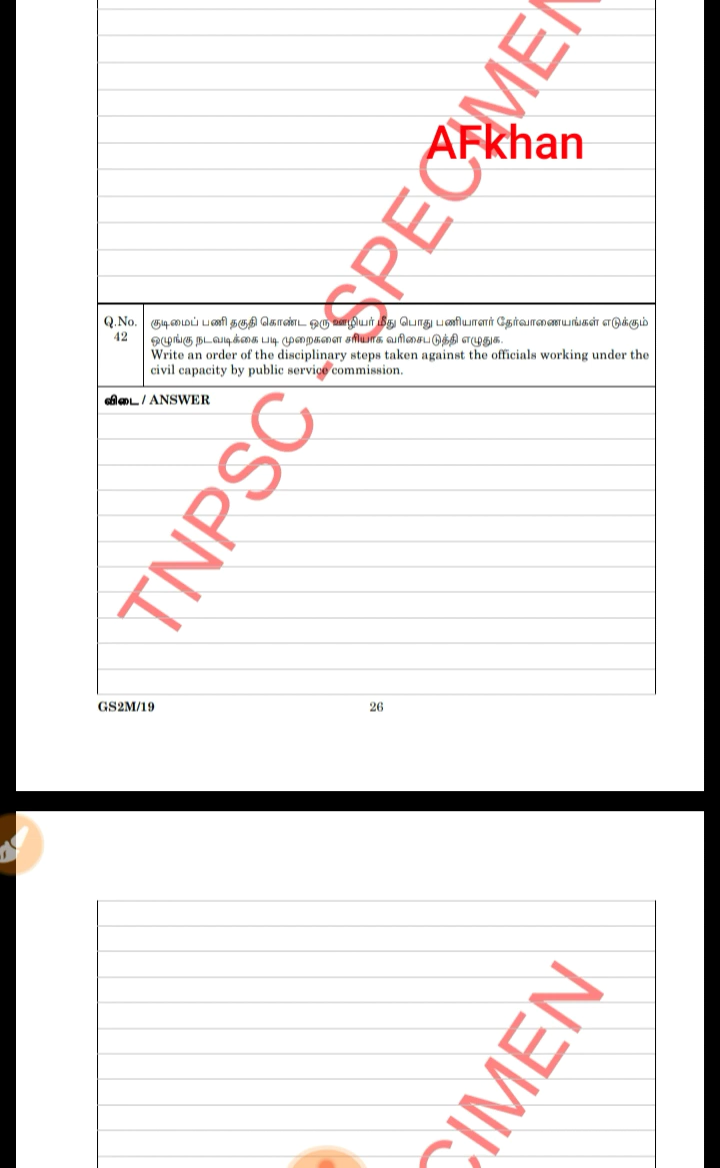 AFkhan
TNPSC - SPECIMEN
Q.No. 42
குடிமைப் பணி தகுதி கொண்ட ஒரு ஊழியர் மீது பொது பணியாளர் தேர்வாணையங்கள் எடுக்கும்
ஒழுங்கு நடவடிக்கை படி முறைகளை சரியாக வரிசைபடுத்தி எழுதுக.
Write an order of the disciplinary steps taken against the officials working under the
civil capacity by public service commission.
விடை / ANSWER
GS2M/19
26
CIMEN